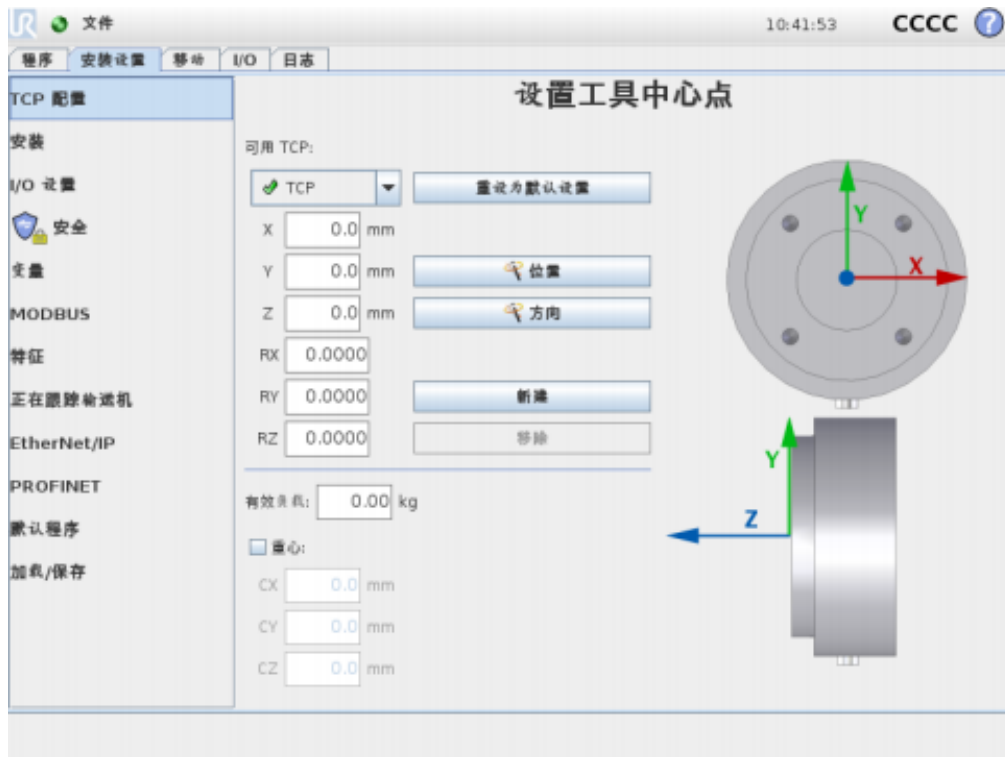 UR 文件 10:41:53 CCCC ?
程序 安装设置 移动 I/O 日志
TCP 配置
安装
I/O 设置
安全
变量
MODBUS
特征
正在跟踪输送机
EtherNet/IP
PROFINET
默认程序
加载/保存
设置工具中心点
可用 TCP:
TCP 重设为默认设置
X 0.0 mm
Y 0.0 mm 位置
Z 0.0 mm 方向
RX 0.0000
RY 0.0000 新建
RZ 0.0000 移除
有效负载: 0.00 kg
重心:
CX 0.0 mm
CY 0.0 mm
CZ 0.0 mm
Y
X
Y
Z